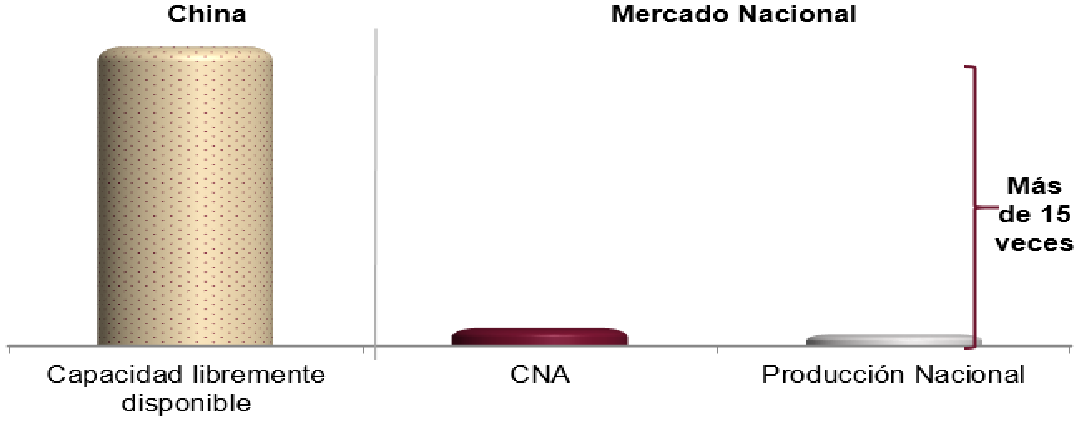 China
Mercado Nacional
Más
de 15
veces
Capacidad libremente
disponible
CNA
Producción Nacional